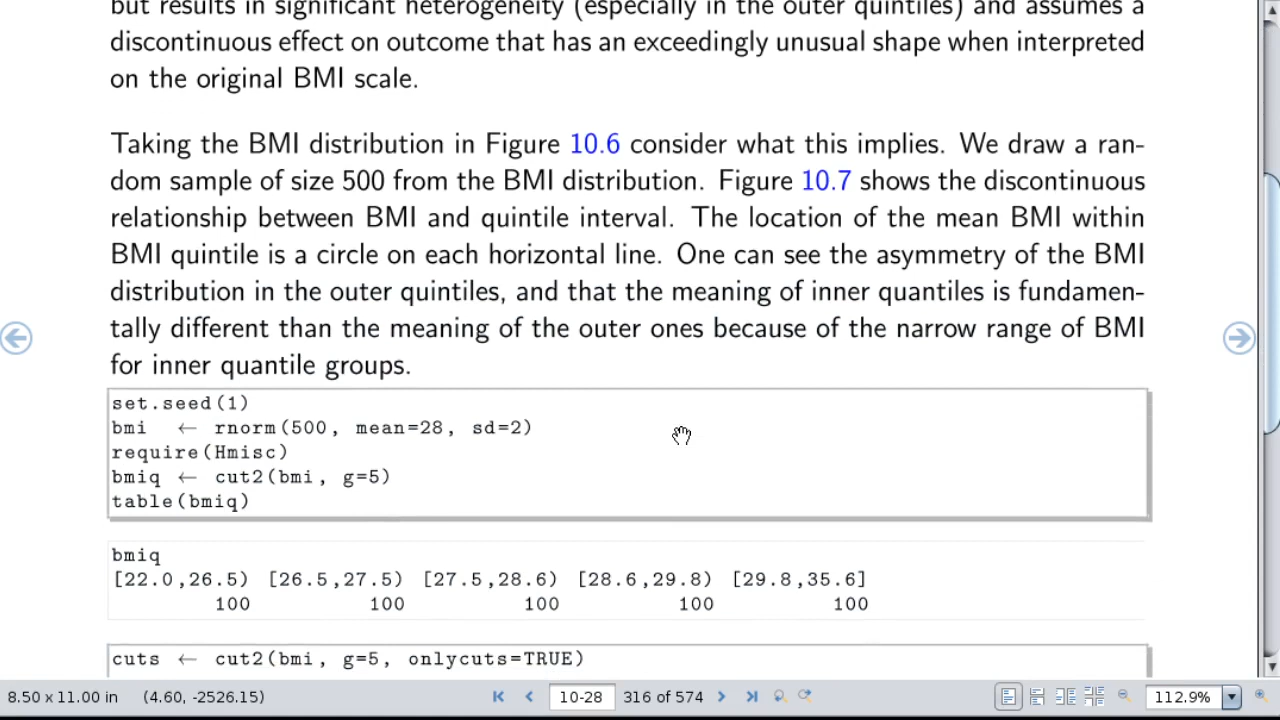 but results in significant heterogeneity (especially in the outer quintiles) and assumes a
discontinuous effect on outcome that has an exceedingly unusual shape when interpreted
on the original BMI scale.
Taking the BMI distribution in Figure 10.6 consider what this implies. We draw a ran-
dom sample of size 500 from the BMI distribution. Figure 10.7 shows the discontinuous
relationship between BMI and quintile interval. The location of the mean BMI within
BMI quintile is a circle on each horizontal line. One can see the asymmetry of the BMI
distribution in the outer quintiles, and that the meaning of inner quantiles is fundamen-
tally different than the meaning of the outer ones because of the narrow range of BMI
for inner quantile groups.
set.seed(1)
bmi ← rnorm(500, mean=28, sd=2)
require(Hmisc)
bmiq ← cut2(bmi, g=5)
table(bmiq)
bmiq
[22.0,26.5) [26.5,27.5) [27.5,28.6) [28.6,29.8) [29.8,35.6]
100 100 100 100 100
cuts ← cut2(bmi, g=5, onlycuts=TRUE)
8.50 x 11.00 in (4.60, -2526.15) 10-28 316 of 574 112.9%